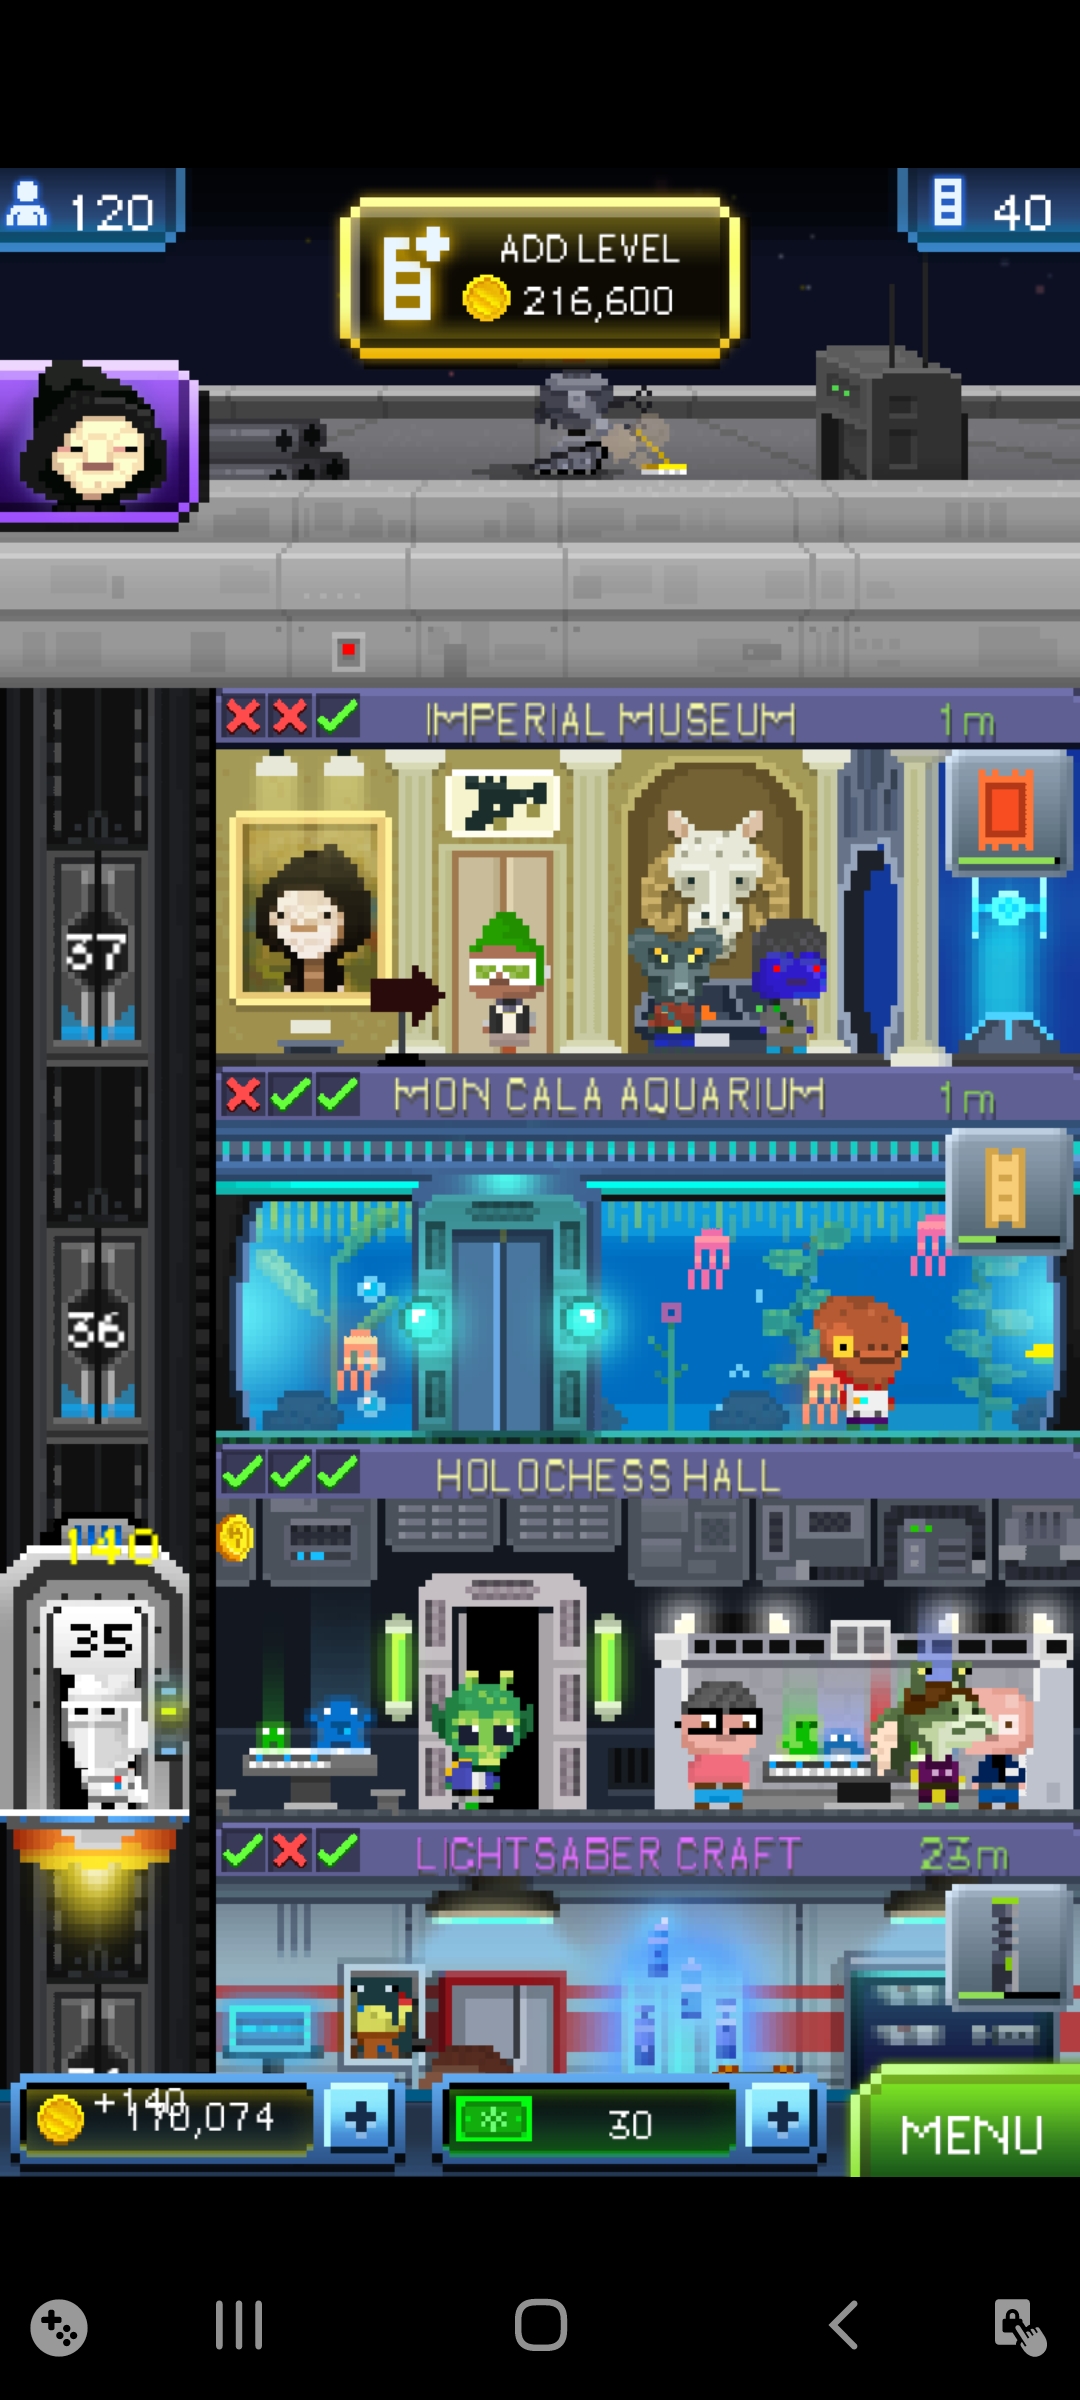 120
40
ADD LEVEL
216,600
IMPERIAL MUSEUM 1m
37
MON CALA AQUARIUM 1m
36
HOLOCHESS HALL
140
35
LIGHTSABER CRAFT 23m
+140
170,074
30
MENU